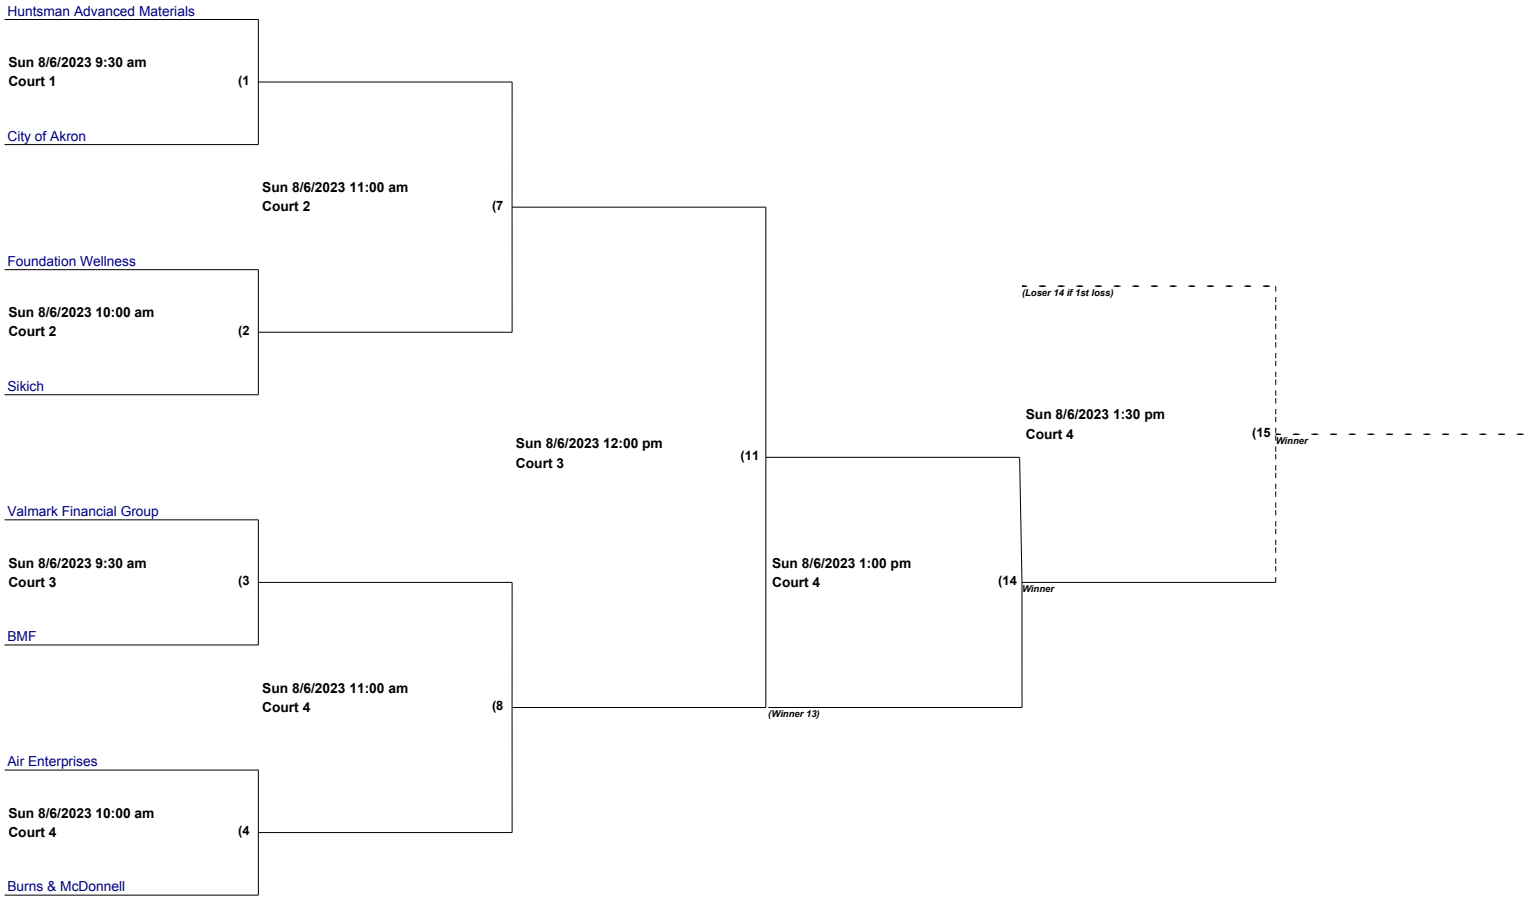 Huntsman Advanced Materials
Sun 8/6/2023 9:30 am
Court 1
(1
City of Akron
Sun 8/6/2023 11:00 am
Court 2
(7
Foundation Wellness
Sun 8/6/2023 10:00 am
Court 2
(2
Sikich
(Loser 14 if 1st loss)
Sun 8/6/2023 1:30 pm
Court 4
(15
Winner
Sun 8/6/2023 12:00 pm
Court 3
(11
Valmark Financial Group
Sun 8/6/2023 9:30 am
Court 3
(3
BMF
Sun 8/6/2023 1:00 pm
Court 4
(14
Winner
Sun 8/6/2023 11:00 am
Court 4
(8
(Winner 13)
Air Enterprises
Sun 8/6/2023 10:00 am
Court 4
(4
Burns & McDonnell